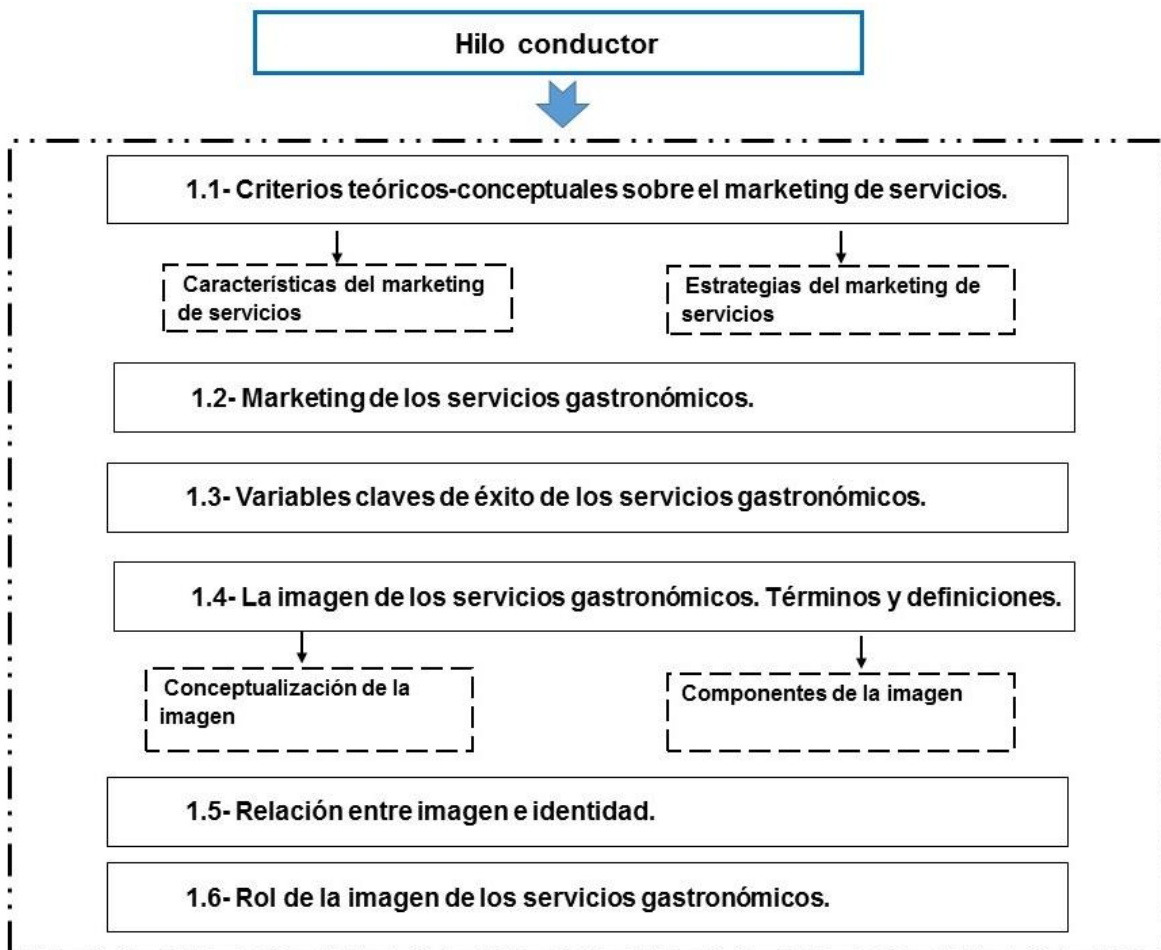 Hilo conductor
1.1- Criterios teóricos-conceptuales sobre el marketing de servicios.
Características del marketing
de servicios
Estrategias del marketing de
servicios
1.2- Marketing de los servicios gastronómicos.
1.3- Variables claves de éxito de los servicios gastronómicos.
1.4- La imagen de los servicios gastronómicos. Términos y definiciones.
Conceptualización de la
imagen
Componentes de la imagen
1.5- Relación entre imagen e identidad.
1.6- Rol de la imagen de los servicios gastronómicos.